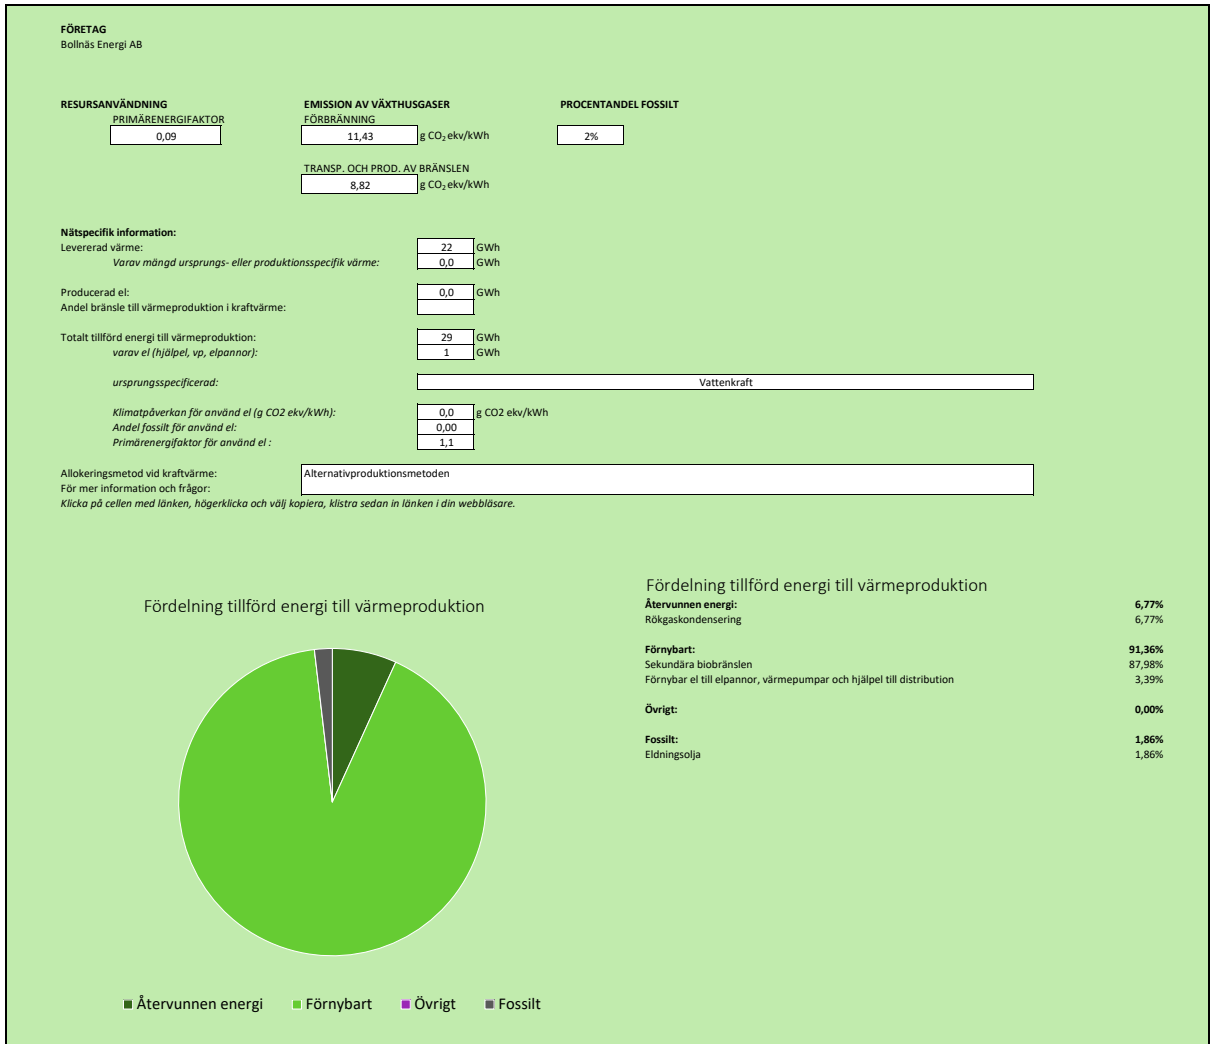 FÖRETAG
Bollnäs Energi AB
RESURSANVÄNDNING EMISSION AV VÄXTHUSGASER PROCENTANDEL FOSSILT
PRIMÄRENERGIFAKTOR FÖRBRÄNNING
0,09 11,43 g CO₂ ekv/kWh 2%
TRANSP. OCH PROD. AV BRÄNSLEN
8,82 g CO₂ ekv/kWh
Nätspecifik information:
Levererad värme: 22 GWh
Varav mängd ursprungs- eller produktionsspecifik värme: 0,0 GWh
Producerad el: 0,0 GWh
Andel bränsle till värmeproduktion i kraftvärme:
Totalt tillförd energi till värmeproduktion: 29 GWh
varav el (hjälpel, vp, elpannor): 1 GWh
ursprungsspecificerad: Vattenkraft
Klimatpåverkan för använd el (g CO2 ekv/kWh): 0,0 g CO2 ekv/kWh
Andel fossilt för använd el: 0,00
Primärenergifaktor för använd el : 1,1
Allokeringsmetod vid kraftvärme: Alternativproduktionsmetoden
För mer information och frågor:
Klicka på cellen med länken, högerklicka och välj kopiera, klistra sedan in länken i din webbläsare.
Fördelning tillförd energi till värmeproduktion
Återvunnen energi
Förnybart
Övrigt
Fossilt
Fördelning tillförd energi till värmeproduktion
Återvunnen energi: 6,77%
Rökgaskondensering 6,77%
Förnybart: 91,36%
Sekundära biobränslen 87,98%
Förnybar el till elpannor, värmepumpar och hjälpel till distribution 3,39%
Övrigt: 0,00%
Fossilt: 1,86%
Eldningsolja 1,86%